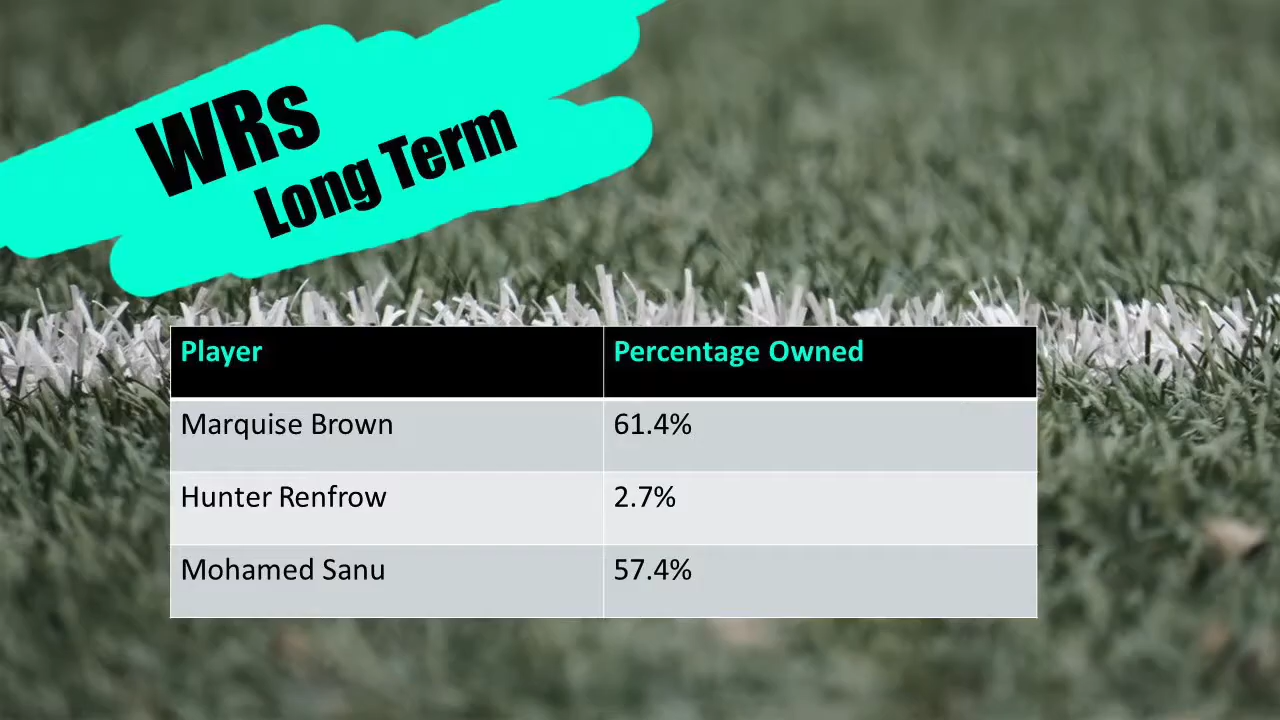 WRs
Long Term
Player Percentage Owned
Marquise Brown 61.4%
Hunter Renfrow 2.7%
Mohamed Sanu 57.4%